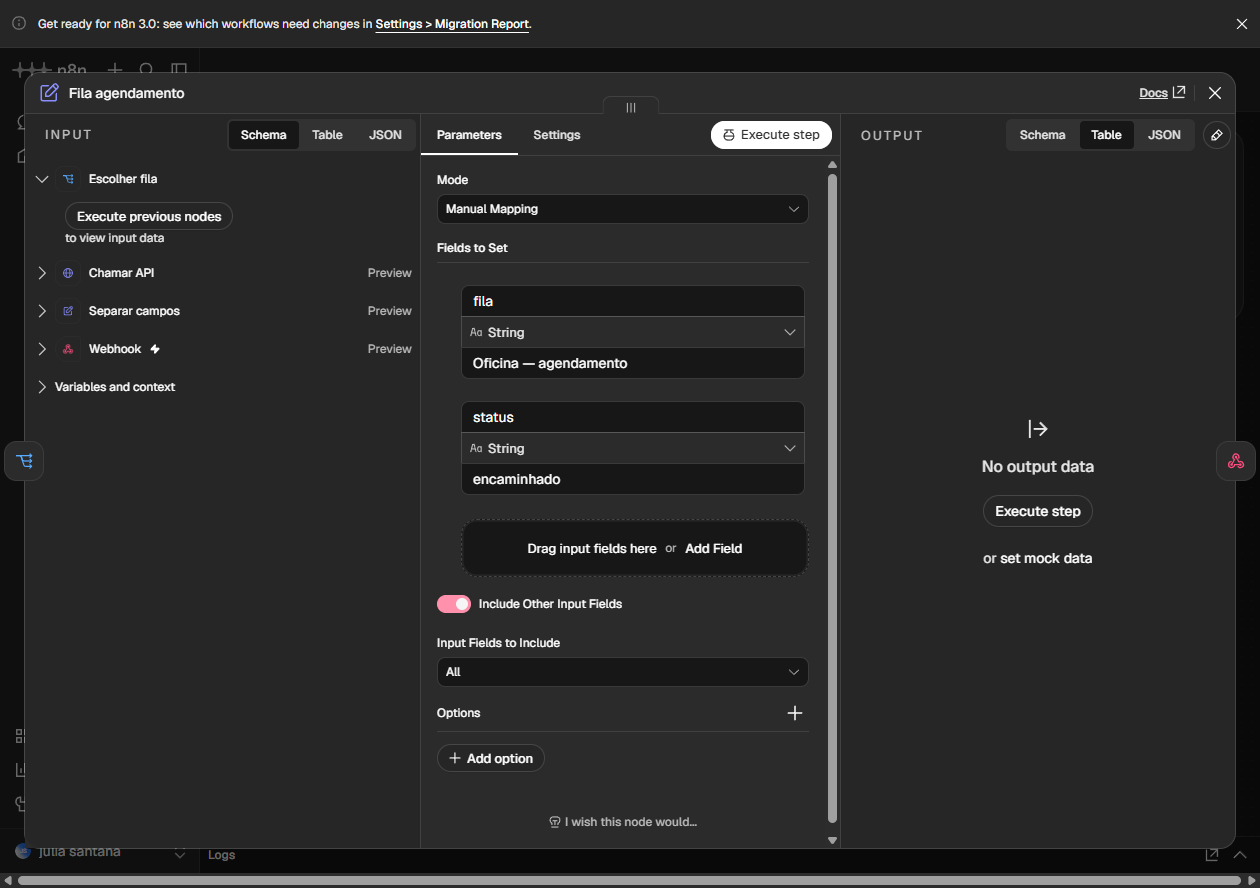 Get ready for n8n 3.0: see which workflows need changes in Settings > Migration Report.
n8n
Fila agendamento
Docs
INPUT
Schema
Table
JSON
Escolher fila
Execute previous nodes
to view input data
Chamar API
Preview
Separar campos
Preview
Webhook
Preview
Variables and context
Parameters
Settings
Execute step
Mode
Manual Mapping
Fields to Set
fila
Aa String
Oficina — agendamento
status
Aa String
encaminhado
Drag input fields here or Add Field
Include Other Input Fields
Input Fields to Include
All
Options
Add option
I wish this node would...
OUTPUT
Schema
Table
JSON
No output data
Execute step
or set mock data
julia santana
Logs